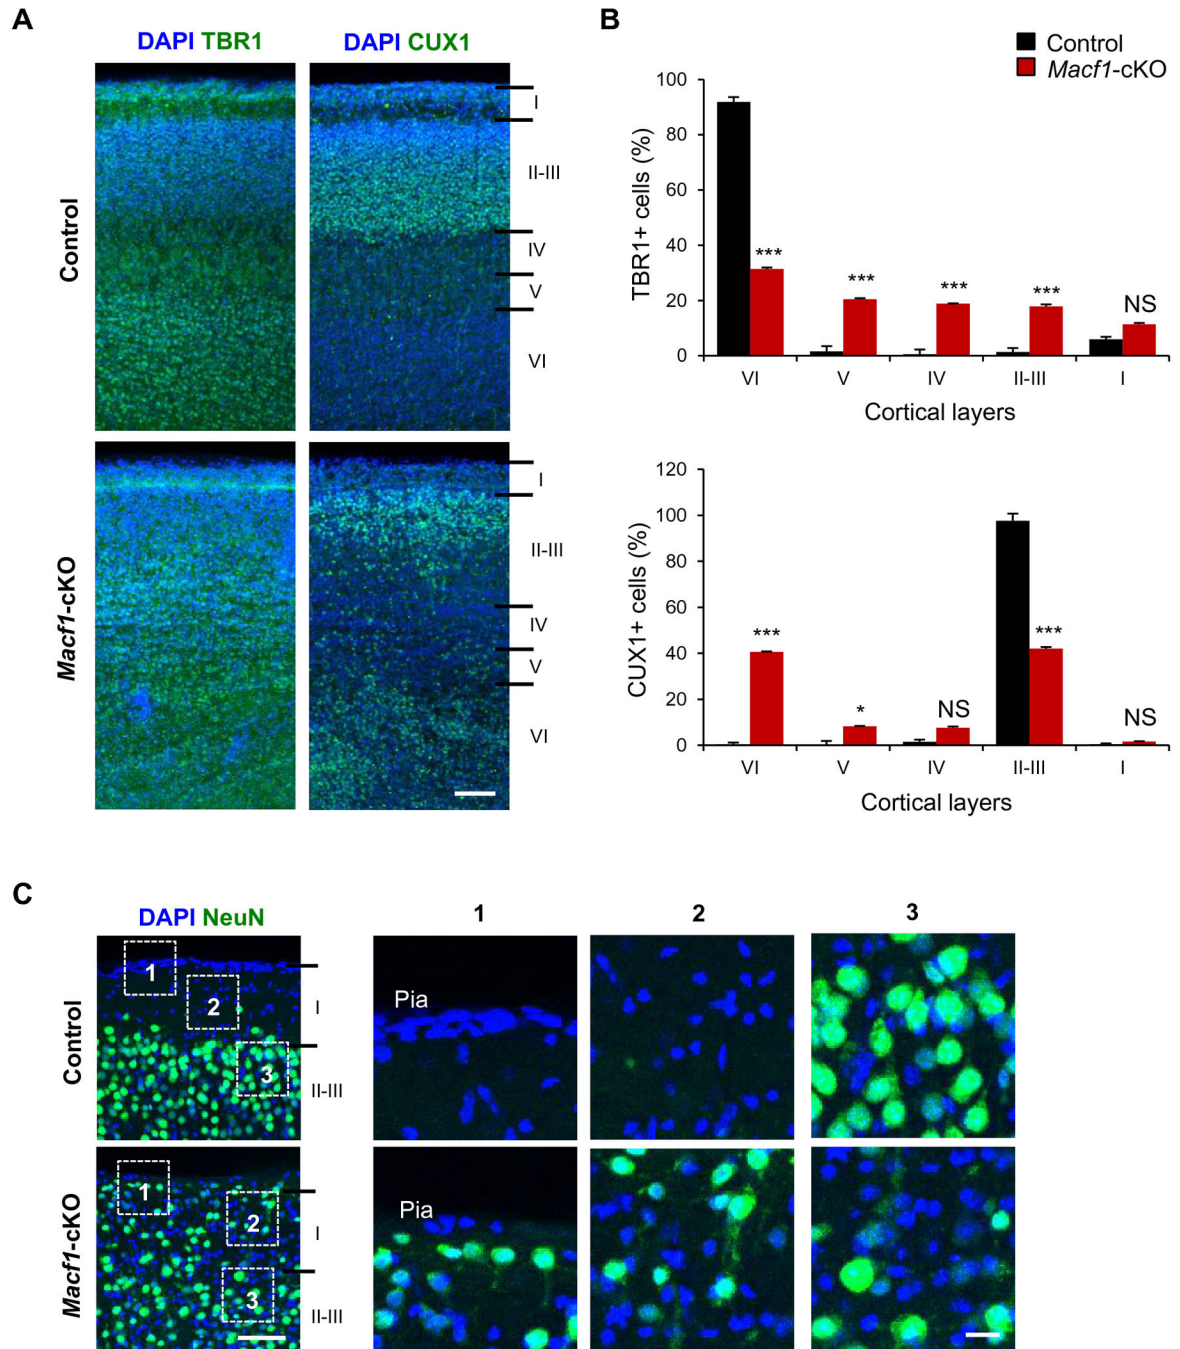 A
DAPI TBR1
DAPI CUX1
Control
I
II-III
IV
V
VI
Macf1-cKO
I
II-III
IV
V
VI
B
Control
Macf1-cKO
TBR1+ cells (%)
100
80
60
40
20
0
***
***
***
***
NS
VI
V
IV
II-III
I
Cortical layers
CUX1+ cells (%)
120
100
80
60
40
20
0
***
*
NS
***
NS
VI
V
IV
II-III
I
Cortical layers
C
DAPI NeuN
1
2
3
Control
1
2
3
I
II-III
Pia
Macf1-cKO
1
2
3
I
II-III
Pia